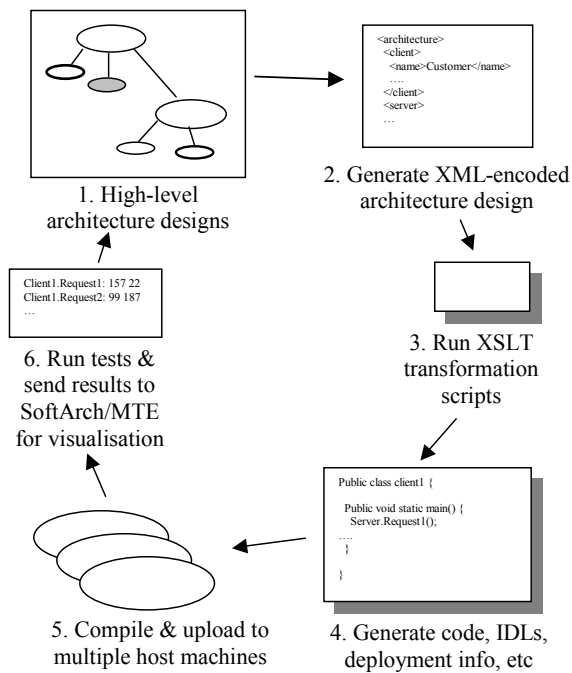 1. High-level
architecture designs
<architecture>
<client>
<name>Customer</name>
....
</client>
<server>
…
2. Generate XML-encoded
architecture design
3. Run XSLT
transformation
scripts
Public class client1 {
Public void static main() {
Server.Request1();
....
}
}
4. Generate code, IDLs,
deployment info, etc
5. Compile & upload to
multiple host machines
Client1.Request1: 157 22
Client1.Request2: 99 187
…
6. Run tests &
send results to
SoftArch/MTE
for visualisation